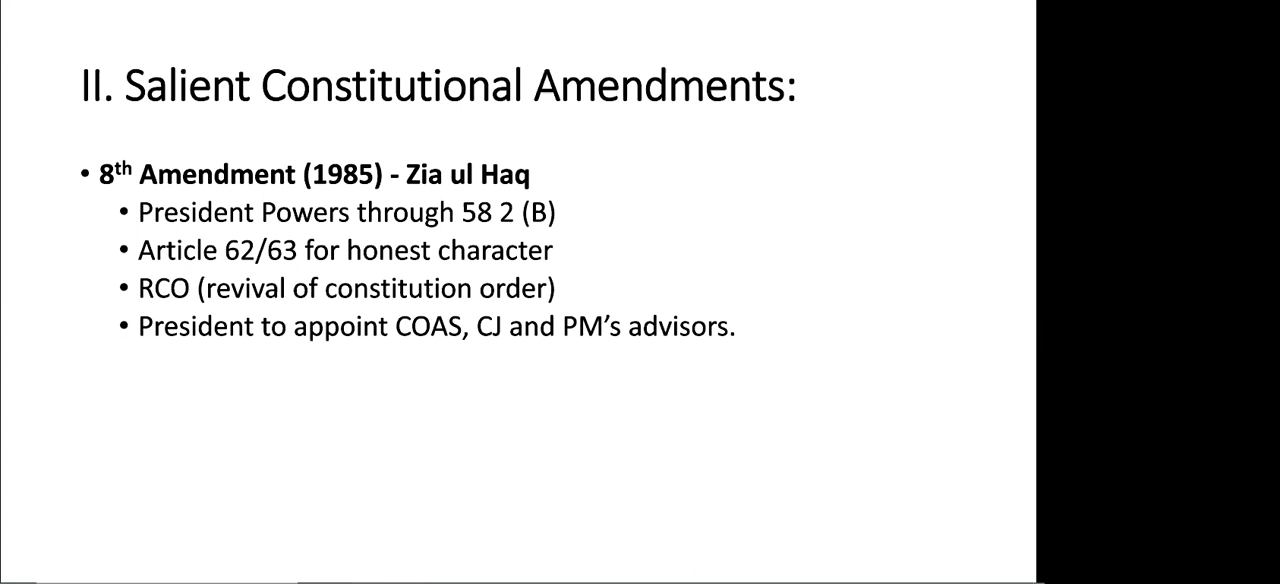 II. Salient Constitutional Amendments:
• 8th Amendment (1985) - Zia ul Haq
• President Powers through 58 2 (B)
• Article 62/63 for honest character
• RCO (revival of constitution order)
• President to appoint COAS, CJ and PM’s advisors.